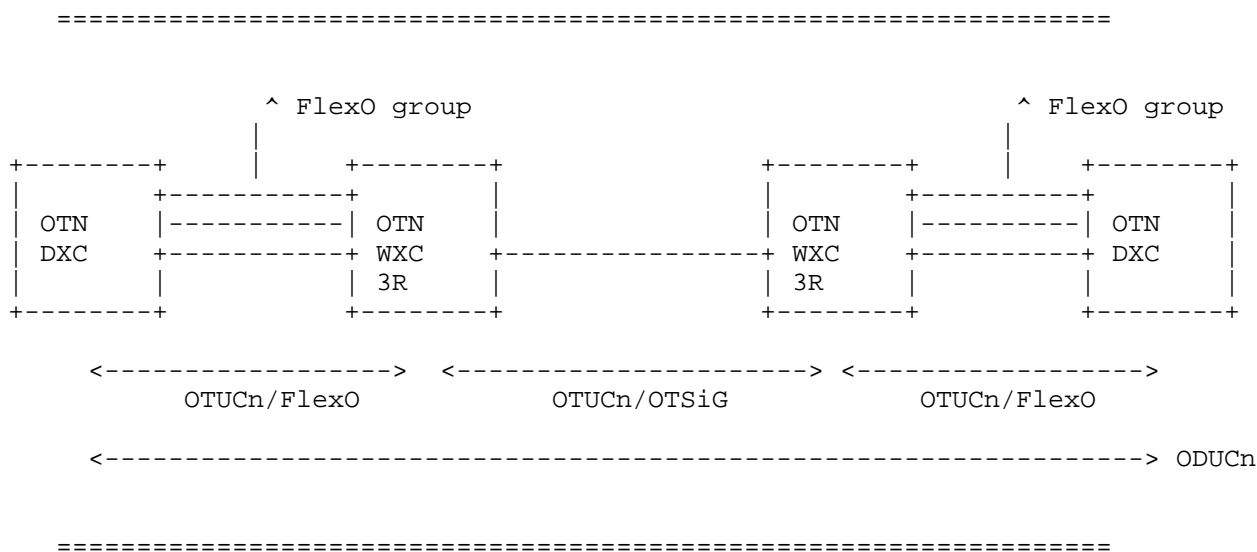 ^ FlexO group ^ FlexO group
OTN OTN OTN OTN
DXC WXC WXC DXC
3R 3R
OTUCn/FlexO OTUCn/OTSiG OTUCn/FlexO
ODUCn